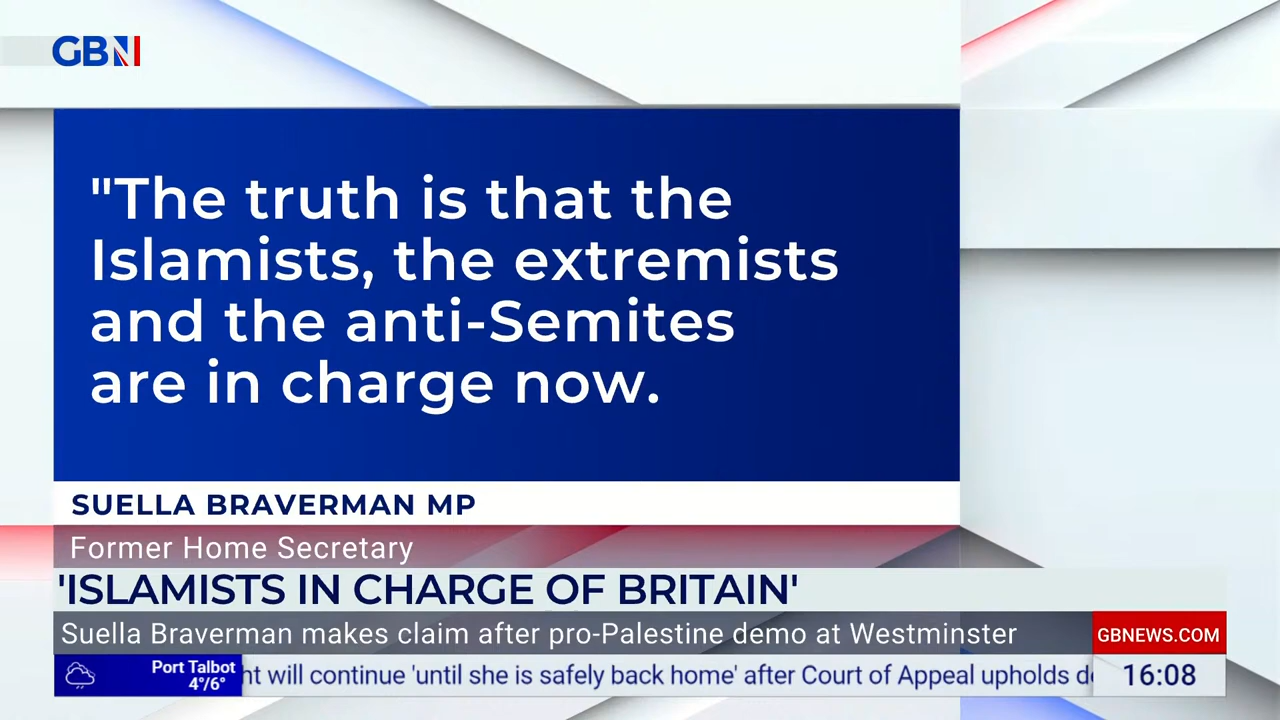 GBN
"The truth is that the
Islamists, the extremists
and the anti-Semites
are in charge now.
SUELLA BRAVERMAN MP
Former Home Secretary
'ISLAMISTS IN CHARGE OF BRITAIN'
Suella Braverman makes claim after pro-Palestine demo at Westminster
GBNEWS.COM
Port Talbot
4°/6°
will continue 'until she is safely back home' after Court of Appeal upholds
16:08